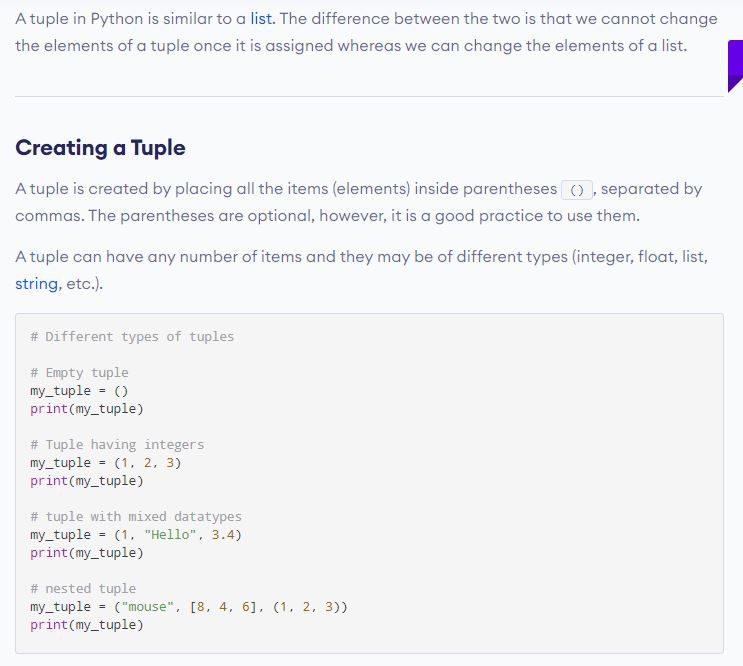 A tuple in Python is similar to a list. The difference between the two is that we cannot change
the elements of a tuple once it is assigned whereas we can change the elements of a list.
Creating a Tuple
A tuple is created by placing all the items (elements) inside parentheses (), separated by
commas. The parentheses are optional, however, it is a good practice to use them.
A tuple can have any number of items and they may be of different types (integer, float, list,
string, etc.).
# Different types of tuples
# Empty tuple
my_tuple = ()
print(my_tuple)
# Tuple having integers
my_tuple = (1, 2, 3)
print(my_tuple)
# tuple with mixed datatypes
my_tuple = (1, "Hello", 3.4)
print(my_tuple)
# nested tuple
my_tuple = ("mouse", [8, 4, 6], (1, 2, 3))
print(my_tuple)